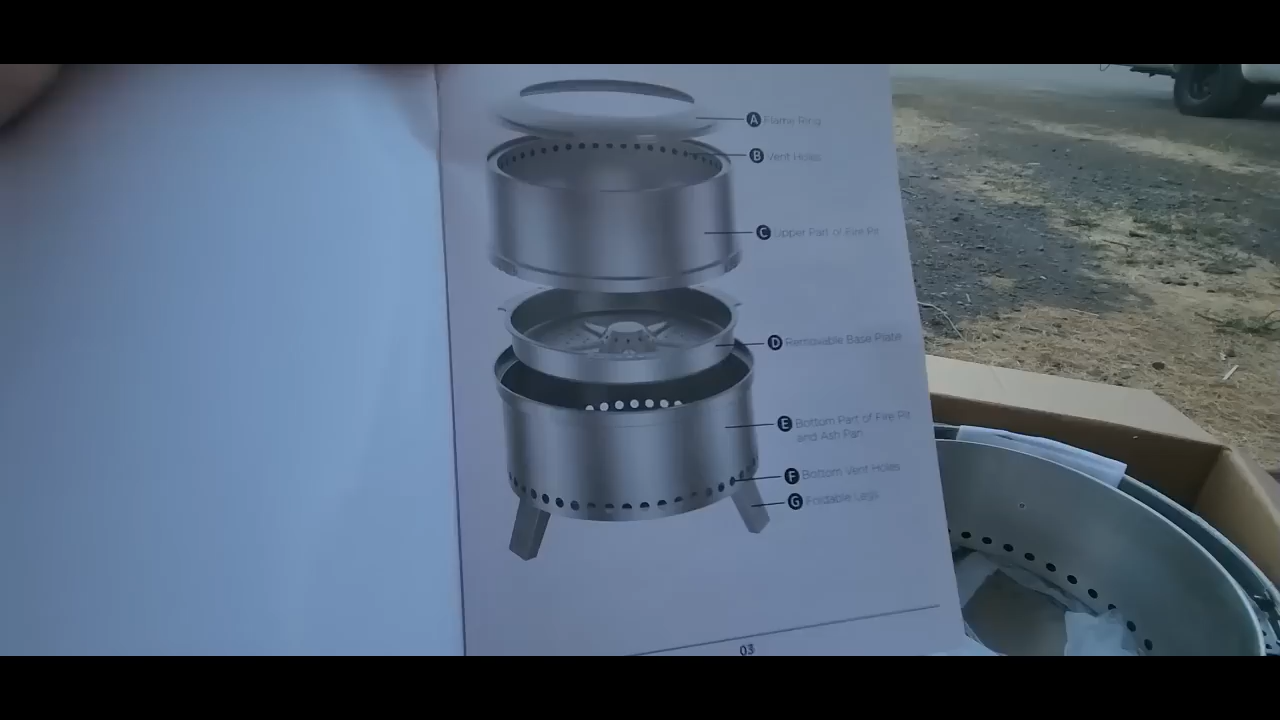 A Flame Ring
B Vent Holes
C Upper Part of Fire Pit
D Removable Base Plate
E Bottom Part of Fire Pit
and Ash Pan
F Bottom Vent Holes
G Foldable Legs
03